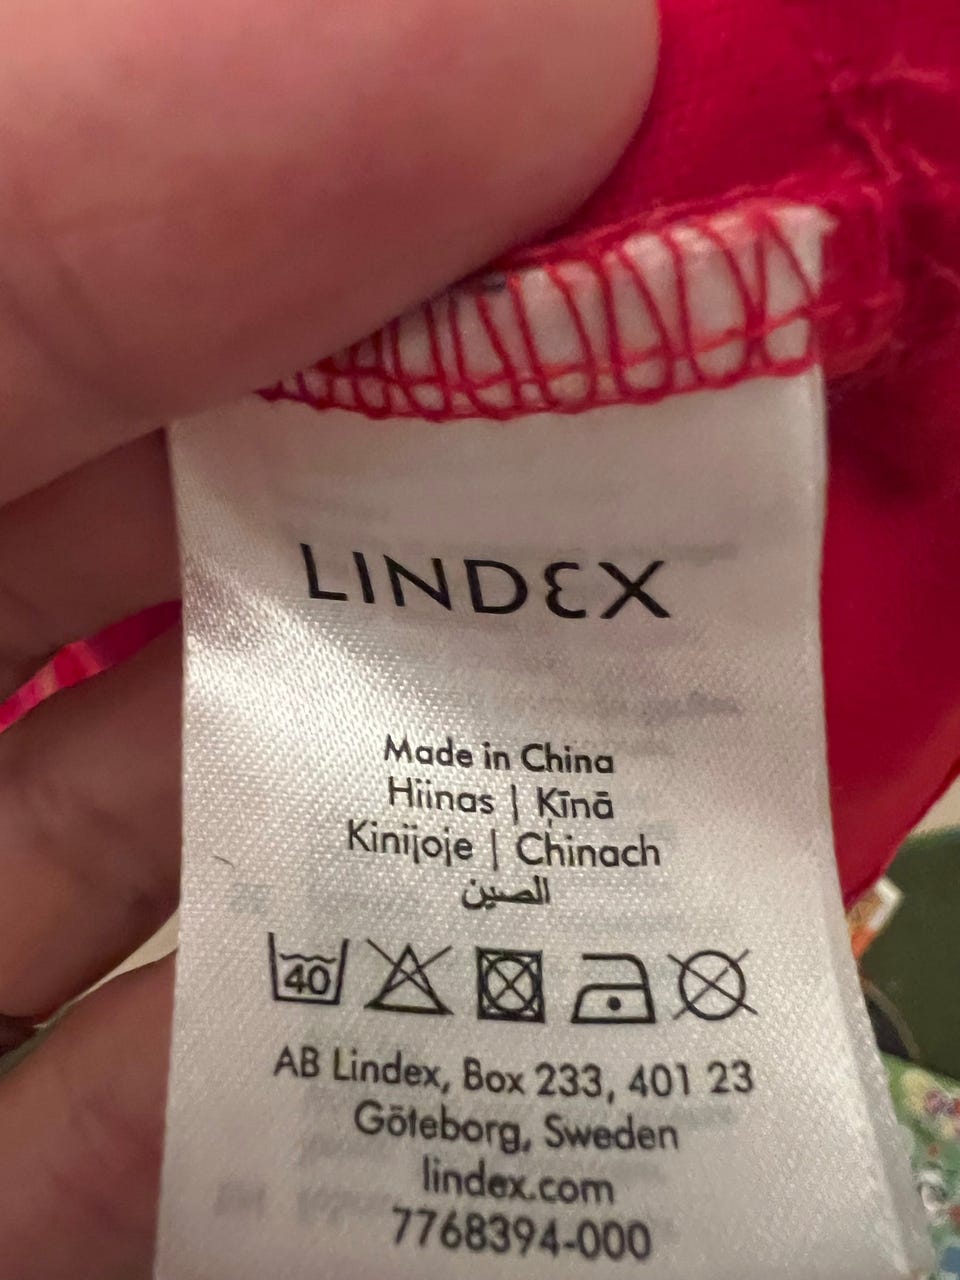 LINDEX
Made in China
Hiinas | Ķīnā
Kinijoje | Chinach
الصين
40
AB Lindex, Box 233, 401 23
Göteborg, Sweden
lindex.com
7768394-000